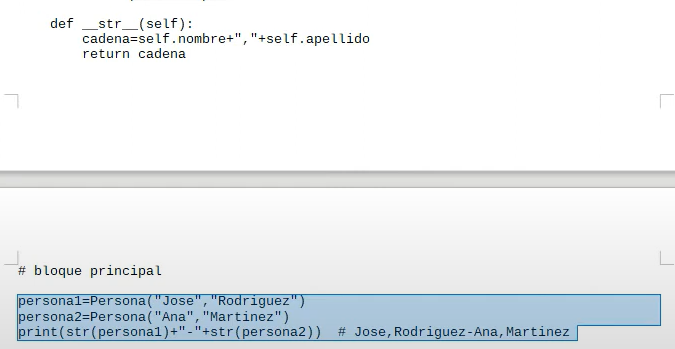 def __str__(self):
cadena=self.nombre+","+self.apellido
return cadena
# bloque principal
persona1=Persona("Jose","Rodriguez")
persona2=Persona("Ana","Martinez")
print(str(persona1)+"-"+str(persona2))  # Jose,Rodriguez-Ana,Martinez